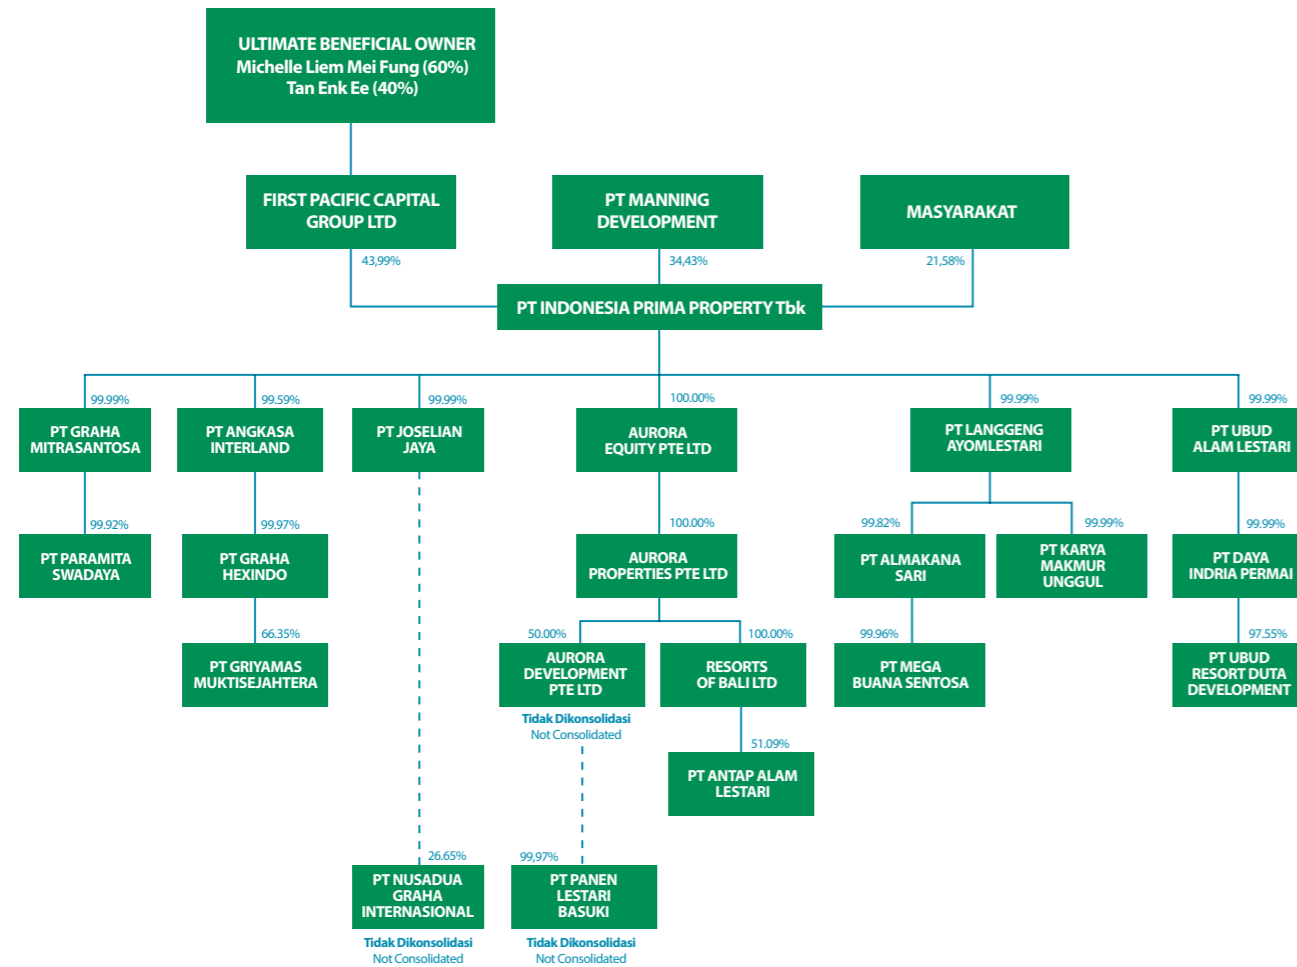 ULTIMATE BENEFICIAL OWNER
Michelle Liem Mei Fung (60%)
Tan Enk Ee (40%)
FIRST PACIFIC CAPITAL
GROUP LTD
PT MANNING
DEVELOPMENT
MASYARAKAT
43,99%
34,43%
21,58%
PT INDONESIA PRIMA PROPERTY Tbk
99.99%
99.59%
99.99%
100.00%
99.99%
99.99%
PT GRAHA
MITRASANTOSA
PT ANGKASA
INTERLAND
PT JOSELIAN
JAYA
AURORA
EQUITY PTE LTD
PT LANGGENG
AYOMLESTARI
PT UBUD
ALAM LESTARI
99.92%
99.97%
100.00%
99.82%
99.99%
99.99%
PT PARAMITA
SWADAYA
PT GRAHA
HEXINDO
AURORA
PROPERTIES PTE LTD
PT ALMAKANA
SARI
PT KARYA
MAKMUR
UNGGUL
PT DAYA
INDRIA PERMAI
66.35%
50.00%
100.00%
99.96%
97.55%
PT GRIYAMAS
MUKTISEJAHTERA
AURORA
DEVELOPMENT
PTE LTD
RESORTS
OF BALI LTD
PT MEGA
BUANA SENTOSA
PT UBUD
RESORT DUTA
DEVELOPMENT
Tidak Dikonsolidasi
Not Consolidated
51.09%
PT ANTAP ALAM
LESTARI
26.65%
99,97%
PT NUSADUA
GRAHA
INTERNASIONAL
PT PANEN
LESTARI
BASUKI
Tidak Dikonsolidasi
Not Consolidated
Tidak Dikonsolidasi
Not Consolidated